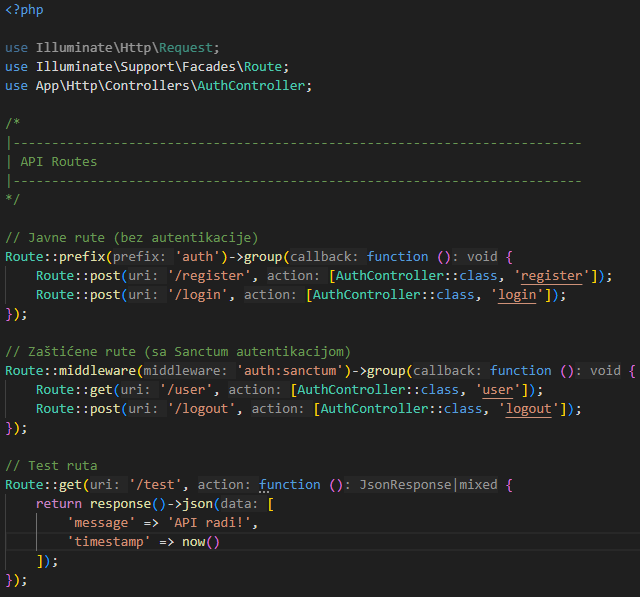 <?php
use Illuminate\Http\Request;
use Illuminate\Support\Facades\Route;
use App\Http\Controllers\AuthController;
/*
|--------------------------------------------------------------------------
| API Routes
|--------------------------------------------------------------------------
*/
// Javne rute (bez autentikacije)
Route::prefix(prefix: 'auth')->group(callback: function (): void {
    Route::post(uri: '/register', action: [AuthController::class, 'register']);
    Route::post(uri: '/login', action: [AuthController::class, 'login']);
});
// Zaštićene rute (sa Sanctum autentikacijom)
Route::middleware(middleware: 'auth:sanctum')->group(callback: function (): void {
    Route::get(uri: '/user', action: [AuthController::class, 'user']);
    Route::post(uri: '/logout', action: [AuthController::class, 'logout']);
});
// Test ruta
Route::get(uri: '/test', action: function (): JsonResponse|mixed {
    return response()->json(data: [
        'message' => 'API radi!',
        'timestamp' => now()
    ]);
});